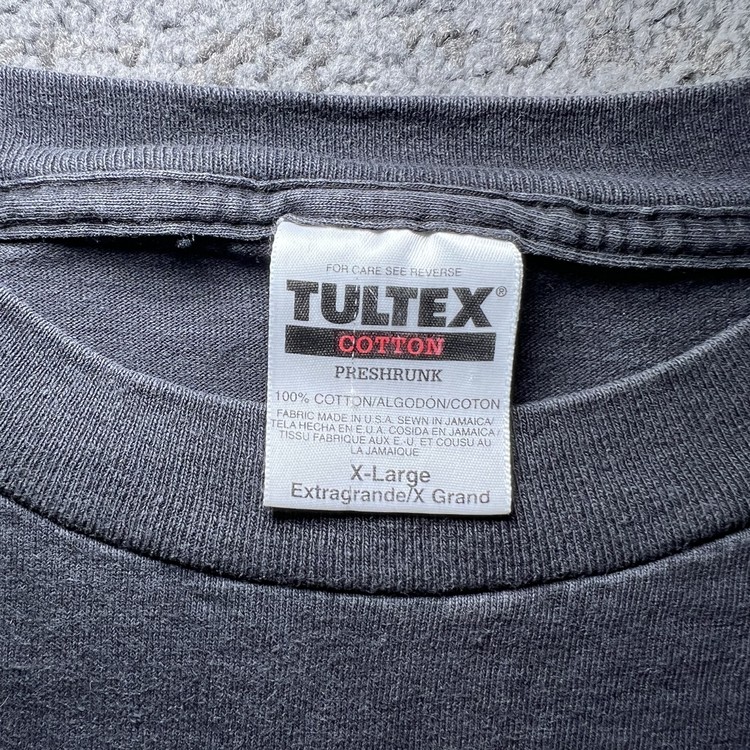 FOR CARE SEE REVERSE
TULTEX®
COTTON
PRESHRUNK
100% COTTON/ALGODÓN/COTON
FABRIC MADE IN U.S.A. SEWN IN JAMAICA/
TELA HECHA EN E.U.A. COSIDA EN JAMAICA/
TISSU FABRIQUE AUX E.-U. ET COUSU AU
LA JAMAIQUE
X-Large
Extragrande/X Grand